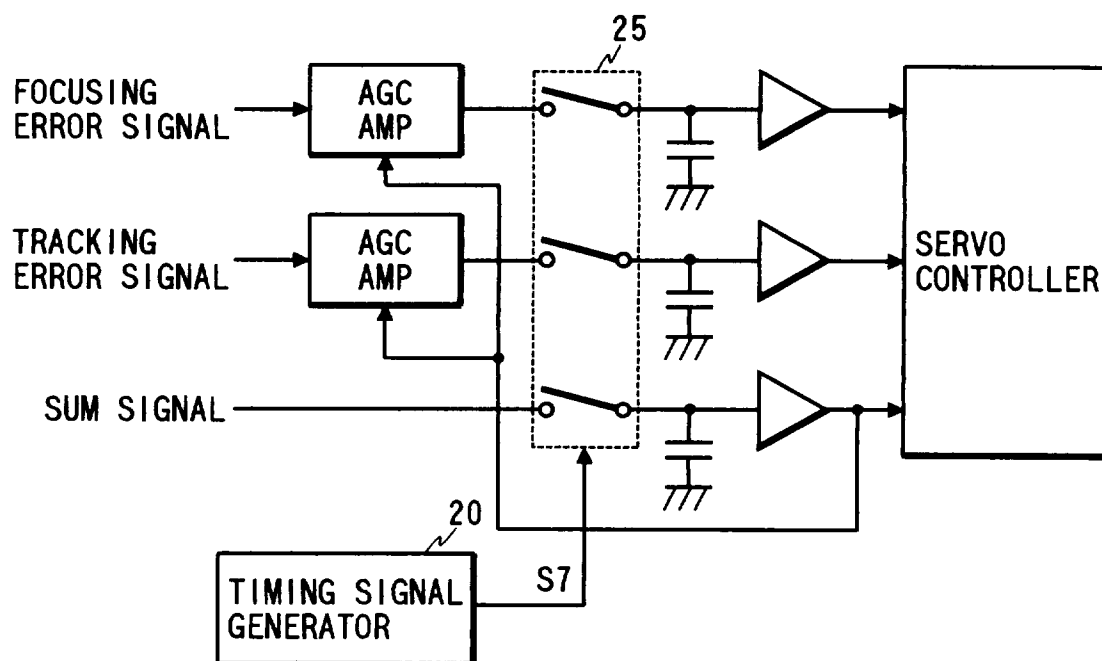 25
FOCUSING
ERROR SIGNAL
AGC
AMP
TRACKING
ERROR SIGNAL
AGC
AMP
SERVO
CONTROLLER
SUM SIGNAL
20
S7
TIMING SIGNAL
GENERATOR